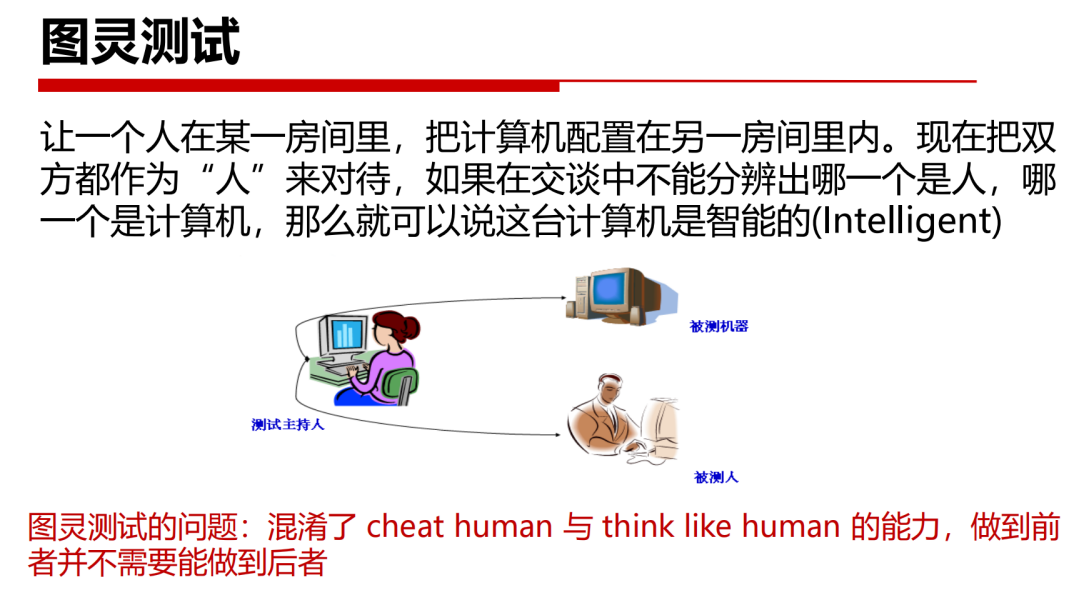 图灵测试
让一个人在某一房间里，把计算机配置在另一房间里内。现在把双
方都作为“人”来对待，如果在交谈中不能分辨出哪一个是人，哪
一个是计算机，那么就可以说这台计算机是智能的(Intelligent)
被测机器
测试主持人
被测人
图灵测试的问题：混淆了 cheat human 与 think like human 的能力，做到前
者并不需要能做到后者